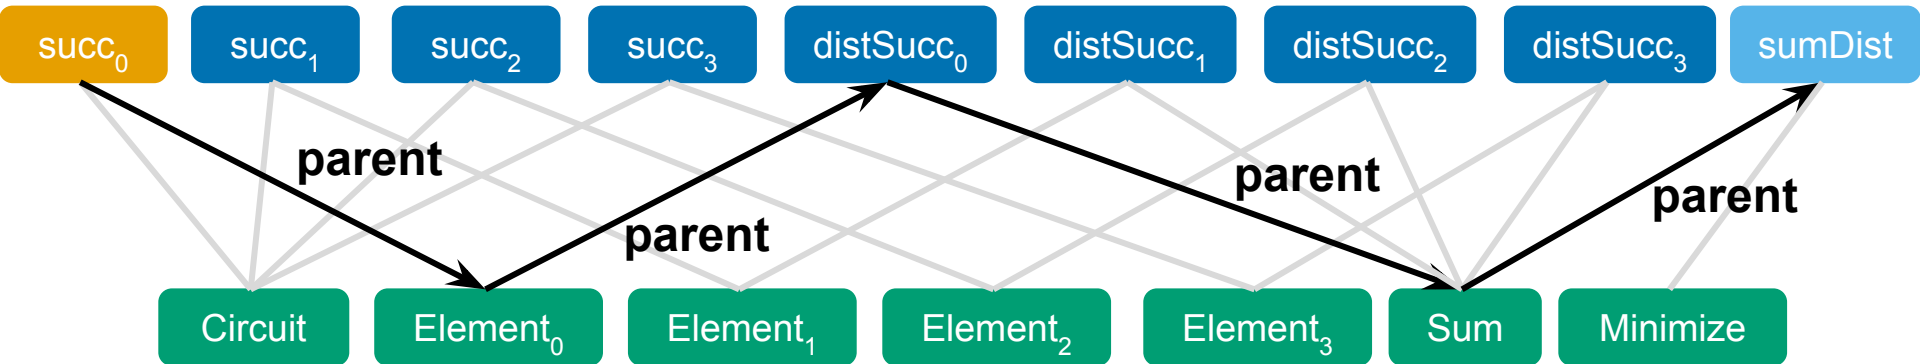 succ₀ succ₁ succ₂ succ₃ distSucc₀ distSucc₁ distSucc₂ distSucc₃ sumDist
parent
parent
parent
parent
Circuit Element₀ Element₁ Element₂ Element₃ Sum Minimize